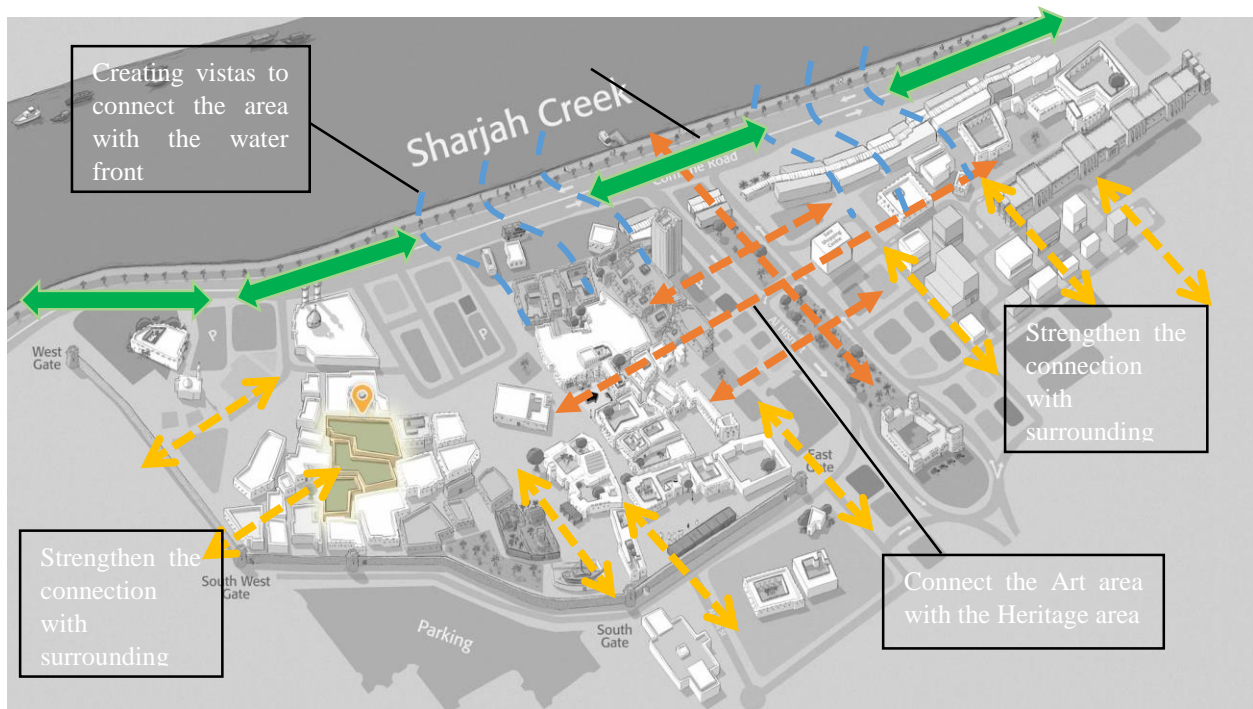 Creating vistas to
connect the area
with the water
front
Sharjah Creek
Corniche Road
Strengthen the
connection
with
surrounding
West
Gate
P
P
Al Hisn
East
Gate
Strengthen the
connection
with
surrounding
South West
Gate
Parking
South
Gate
Connect the Art area
with the Heritage area